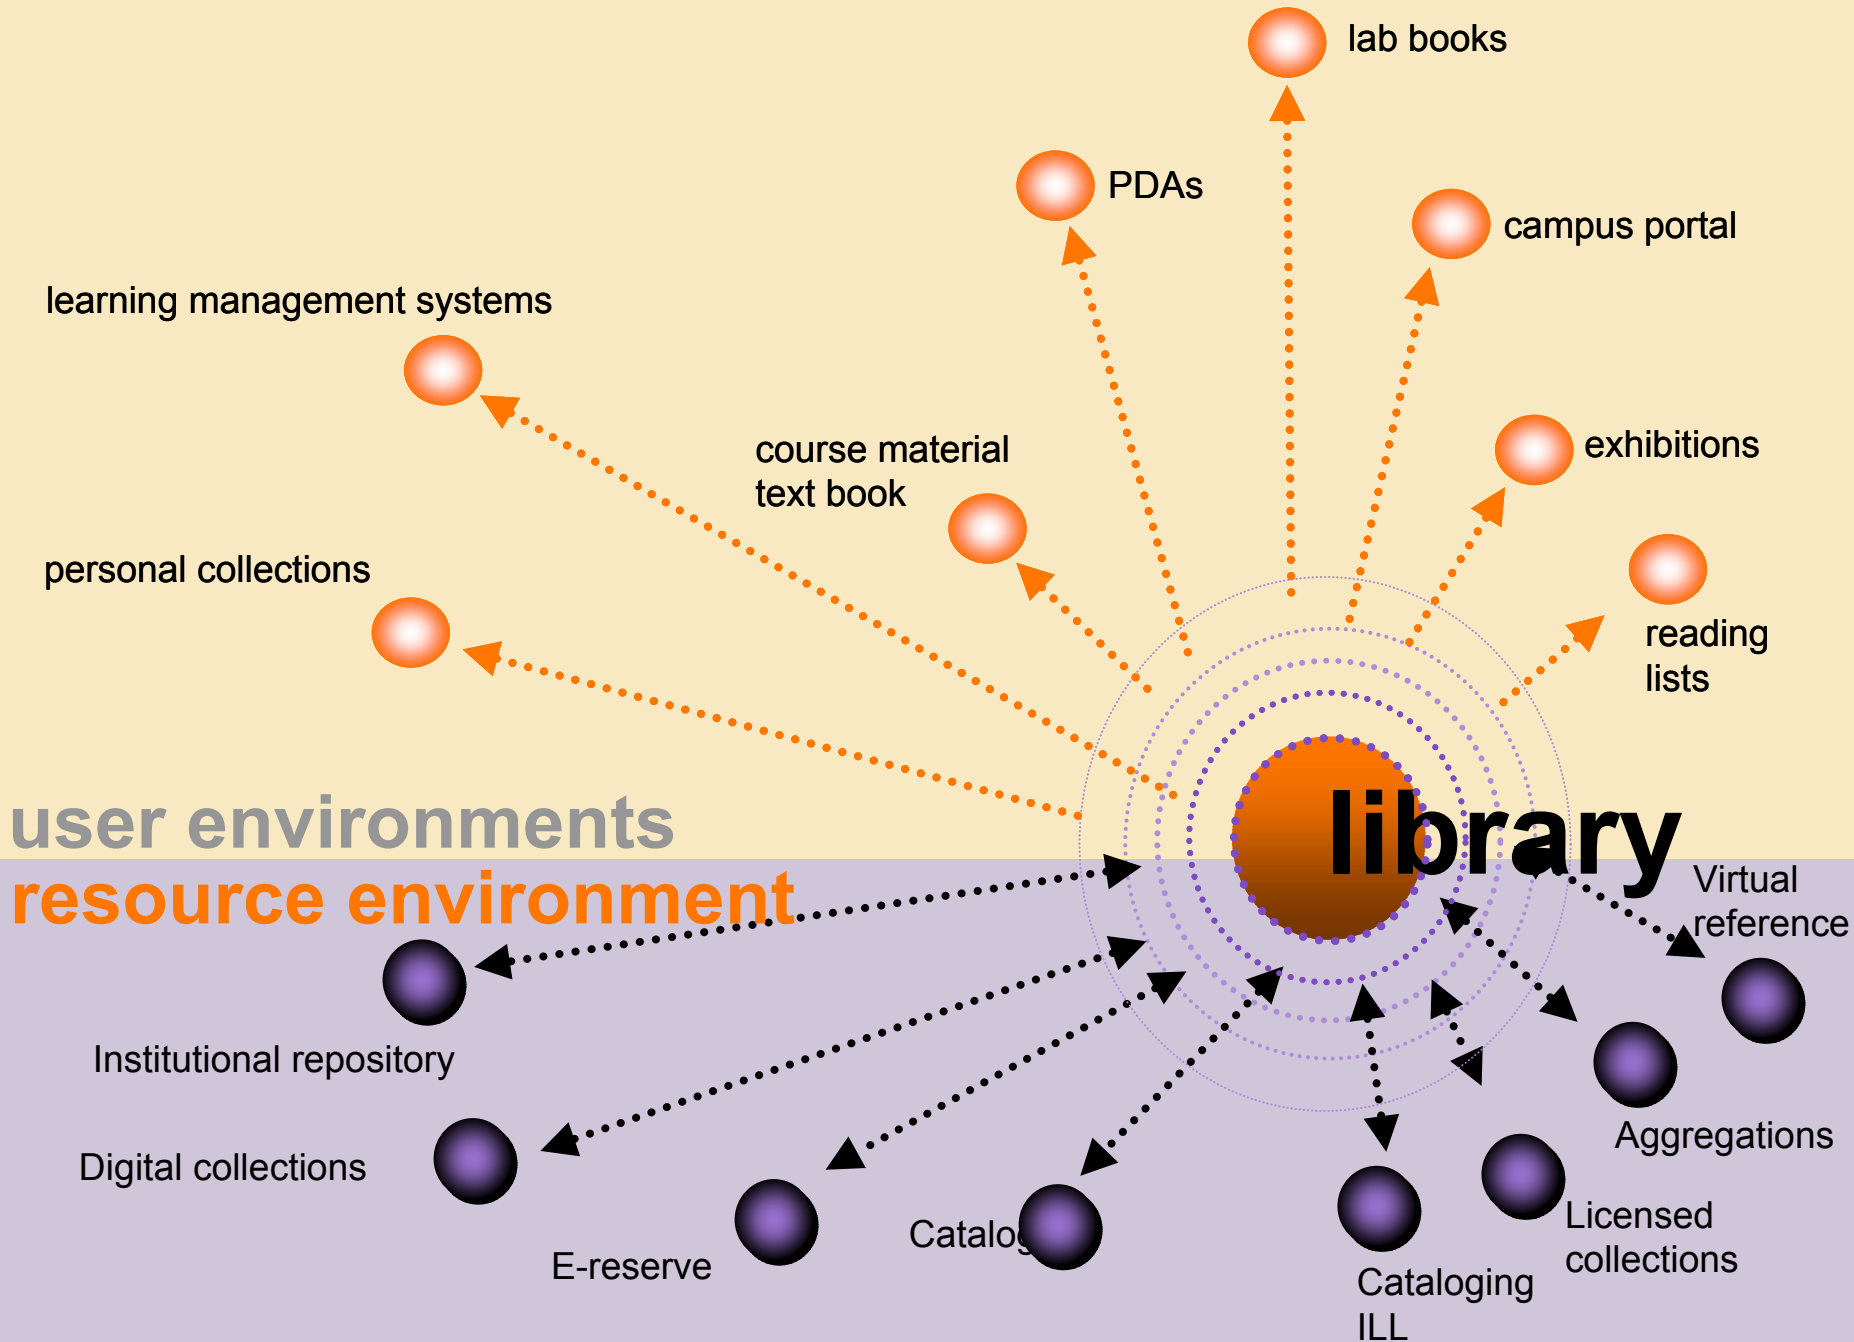 lab books
PDAs
campus portal
learning management systems
course material
text book
exhibitions
personal collections
reading
lists
user environments
library
resource environment
Virtual
reference
Institutional repository
Aggregations
Digital collections
Licensed
collections
Catalog
E-reserve
Cataloging
ILL